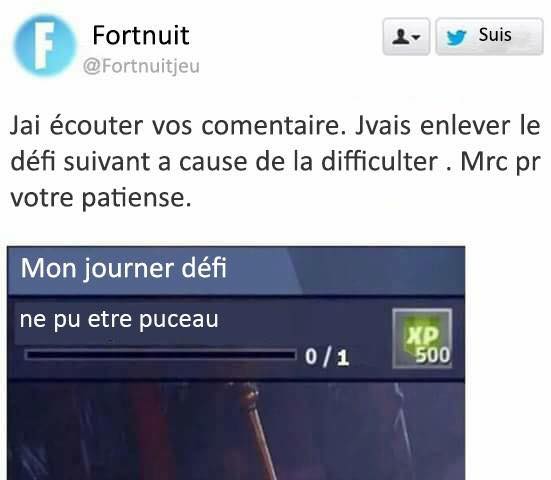 F
Fortnuit
@Fortnuitjeu
Suis
Jai écouter vos comentaire. Jvais enlever le
défi suivant a cause de la difficulter . Mrc pr
votre patiense.
Mon journer défi
ne pu etre puceau
0 / 1
XP
500